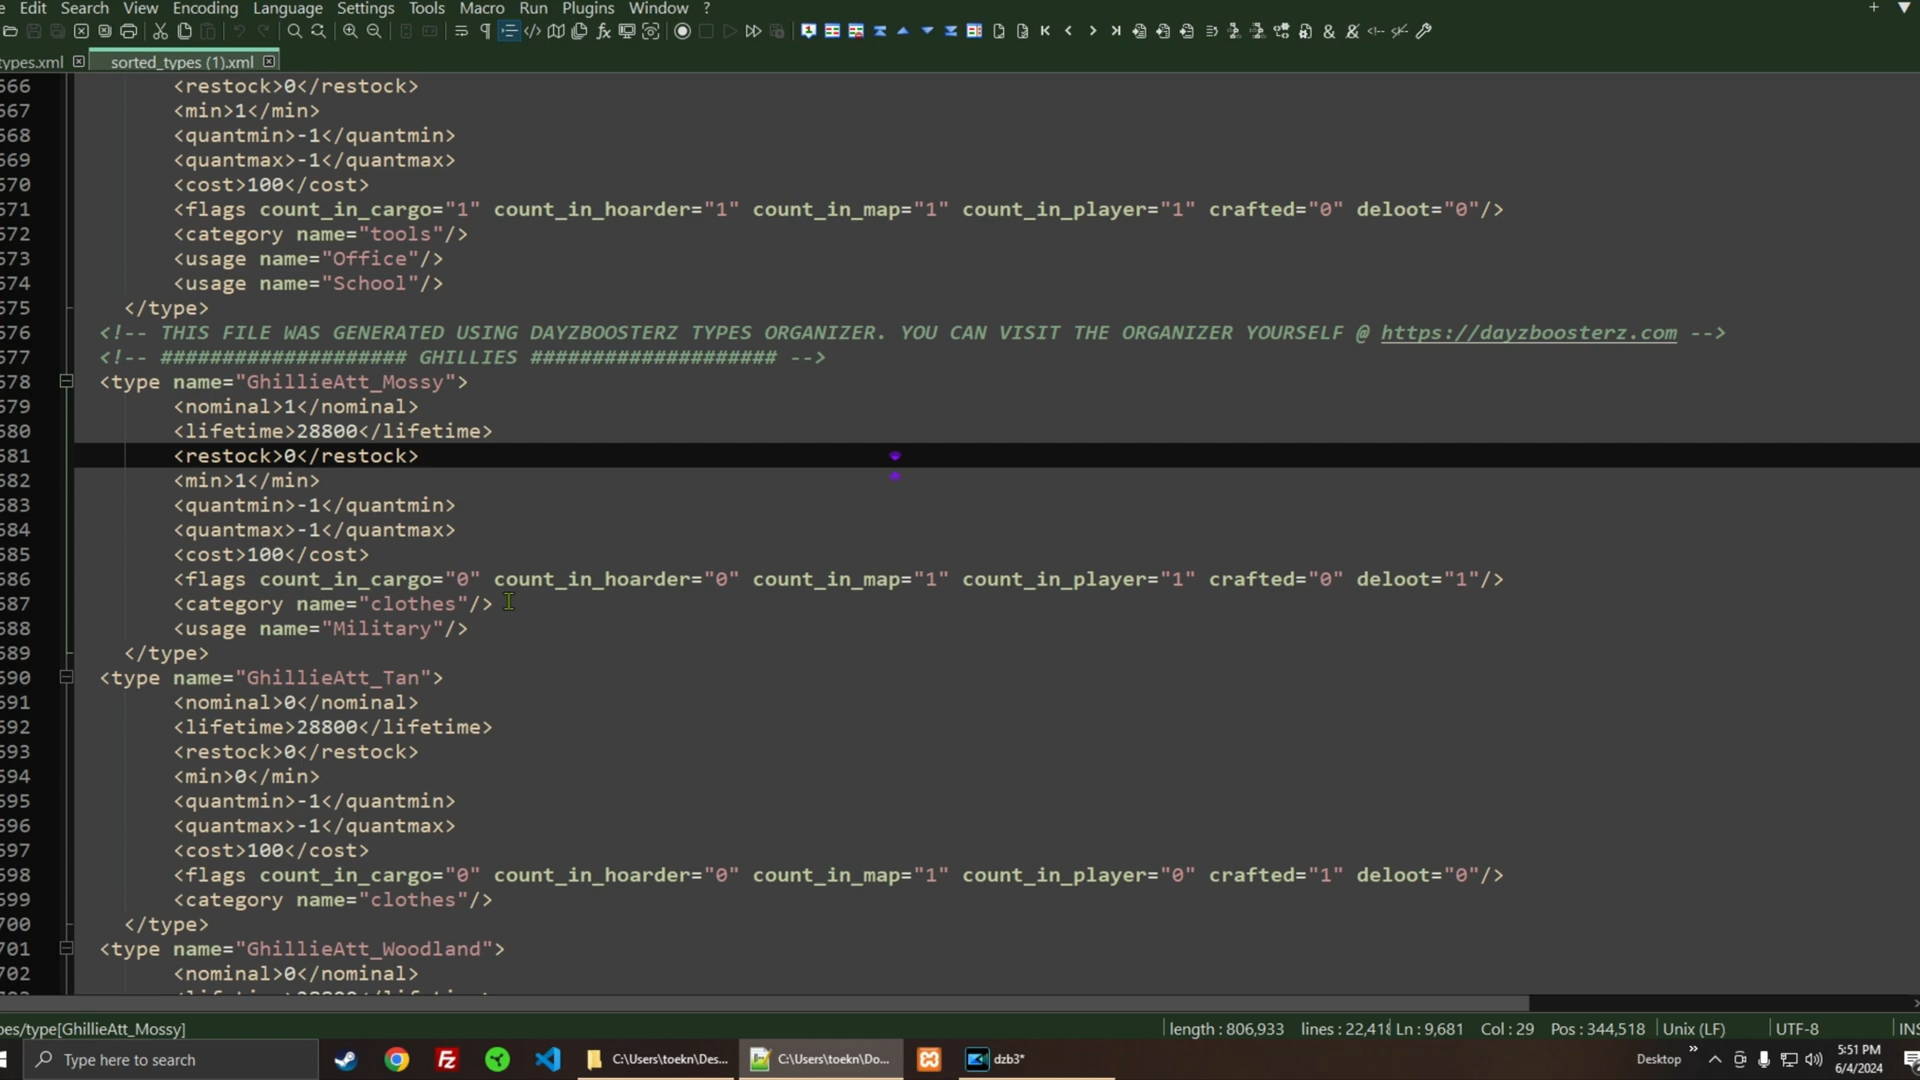 Edit Search View Encoding Language Settings Tools Macro Run Plugins Window ?
types.xml sorted_types (1).xml
666 <restock>0</restock>
667 <min>1</min>
668 <quantmin>-1</quantmin>
669 <quantmax>-1</quantmax>
670 <cost>100</cost>
671 <flags count_in_cargo="1" count_in_hoarder="1" count_in_map="1" count_in_player="1" crafted="0" deloot="0"/>
672 <category name="tools"/>
673 <usage name="Office"/>
674 <usage name="School"/>
675 </type>
676 <!-- THIS FILE WAS GENERATED USING DAYZBOOSTERZ TYPES ORGANIZER. YOU CAN VISIT THE ORGANIZER YOURSELF @ https://dayzboosterz.com -->
677 <!-- #################### GHILLIES #################### -->
678 <type name="GhillieAtt_Mossy">
679 <nominal>1</nominal>
680 <lifetime>28800</lifetime>
681 <restock>0</restock>
682 <min>1</min>
683 <quantmin>-1</quantmin>
684 <quantmax>-1</quantmax>
685 <cost>100</cost>
686 <flags count_in_cargo="0" count_in_hoarder="0" count_in_map="1" count_in_player="1" crafted="0" deloot="1"/>
687 <category name="clothes"/>
688 <usage name="Military"/>
689 </type>
690 <type name="GhillieAtt_Tan">
691 <nominal>0</nominal>
692 <lifetime>28800</lifetime>
693 <restock>0</restock>
694 <min>0</min>
695 <quantmin>-1</quantmin>
696 <quantmax>-1</quantmax>
697 <cost>100</cost>
698 <flags count_in_cargo="0" count_in_hoarder="0" count_in_map="1" count_in_player="0" crafted="1" deloot="0"/>
699 <category name="clothes"/>
700 </type>
701 <type name="GhillieAtt_Woodland">
702 <nominal>0</nominal>
pes/type[GhillieAtt_Mossy] length : 806,933 lines : 22,418 Ln : 9,681 Col : 29 Pos : 344,518 Unix (LF) UTF-8 INS
Type here to search C:\Users\toekn\Des... C:\Users\toekn\Do... dzb3* Desktop 5:51 PM
6/4/2024